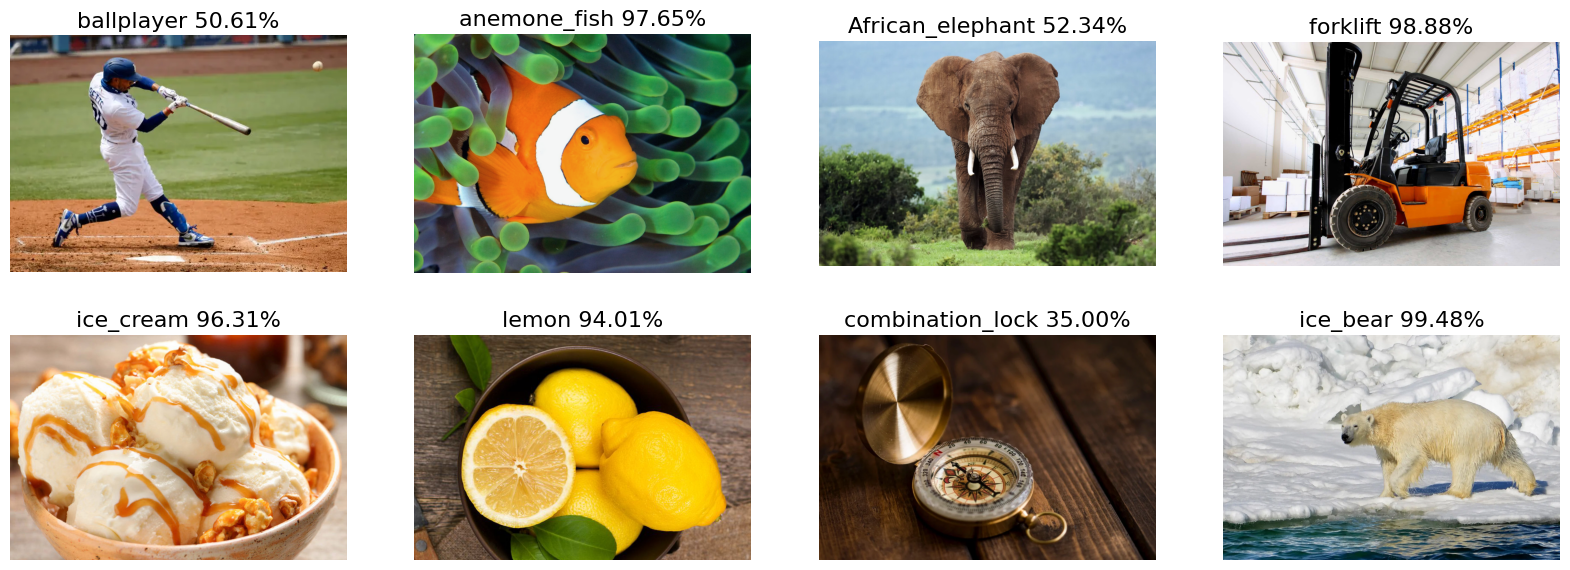 ballplayer 50.61%
anemone_fish 97.65%
African_elephant 52.34%
forklift 98.88%
ice_cream 96.31%
lemon 94.01%
combination_lock 35.00%
ice_bear 99.48%